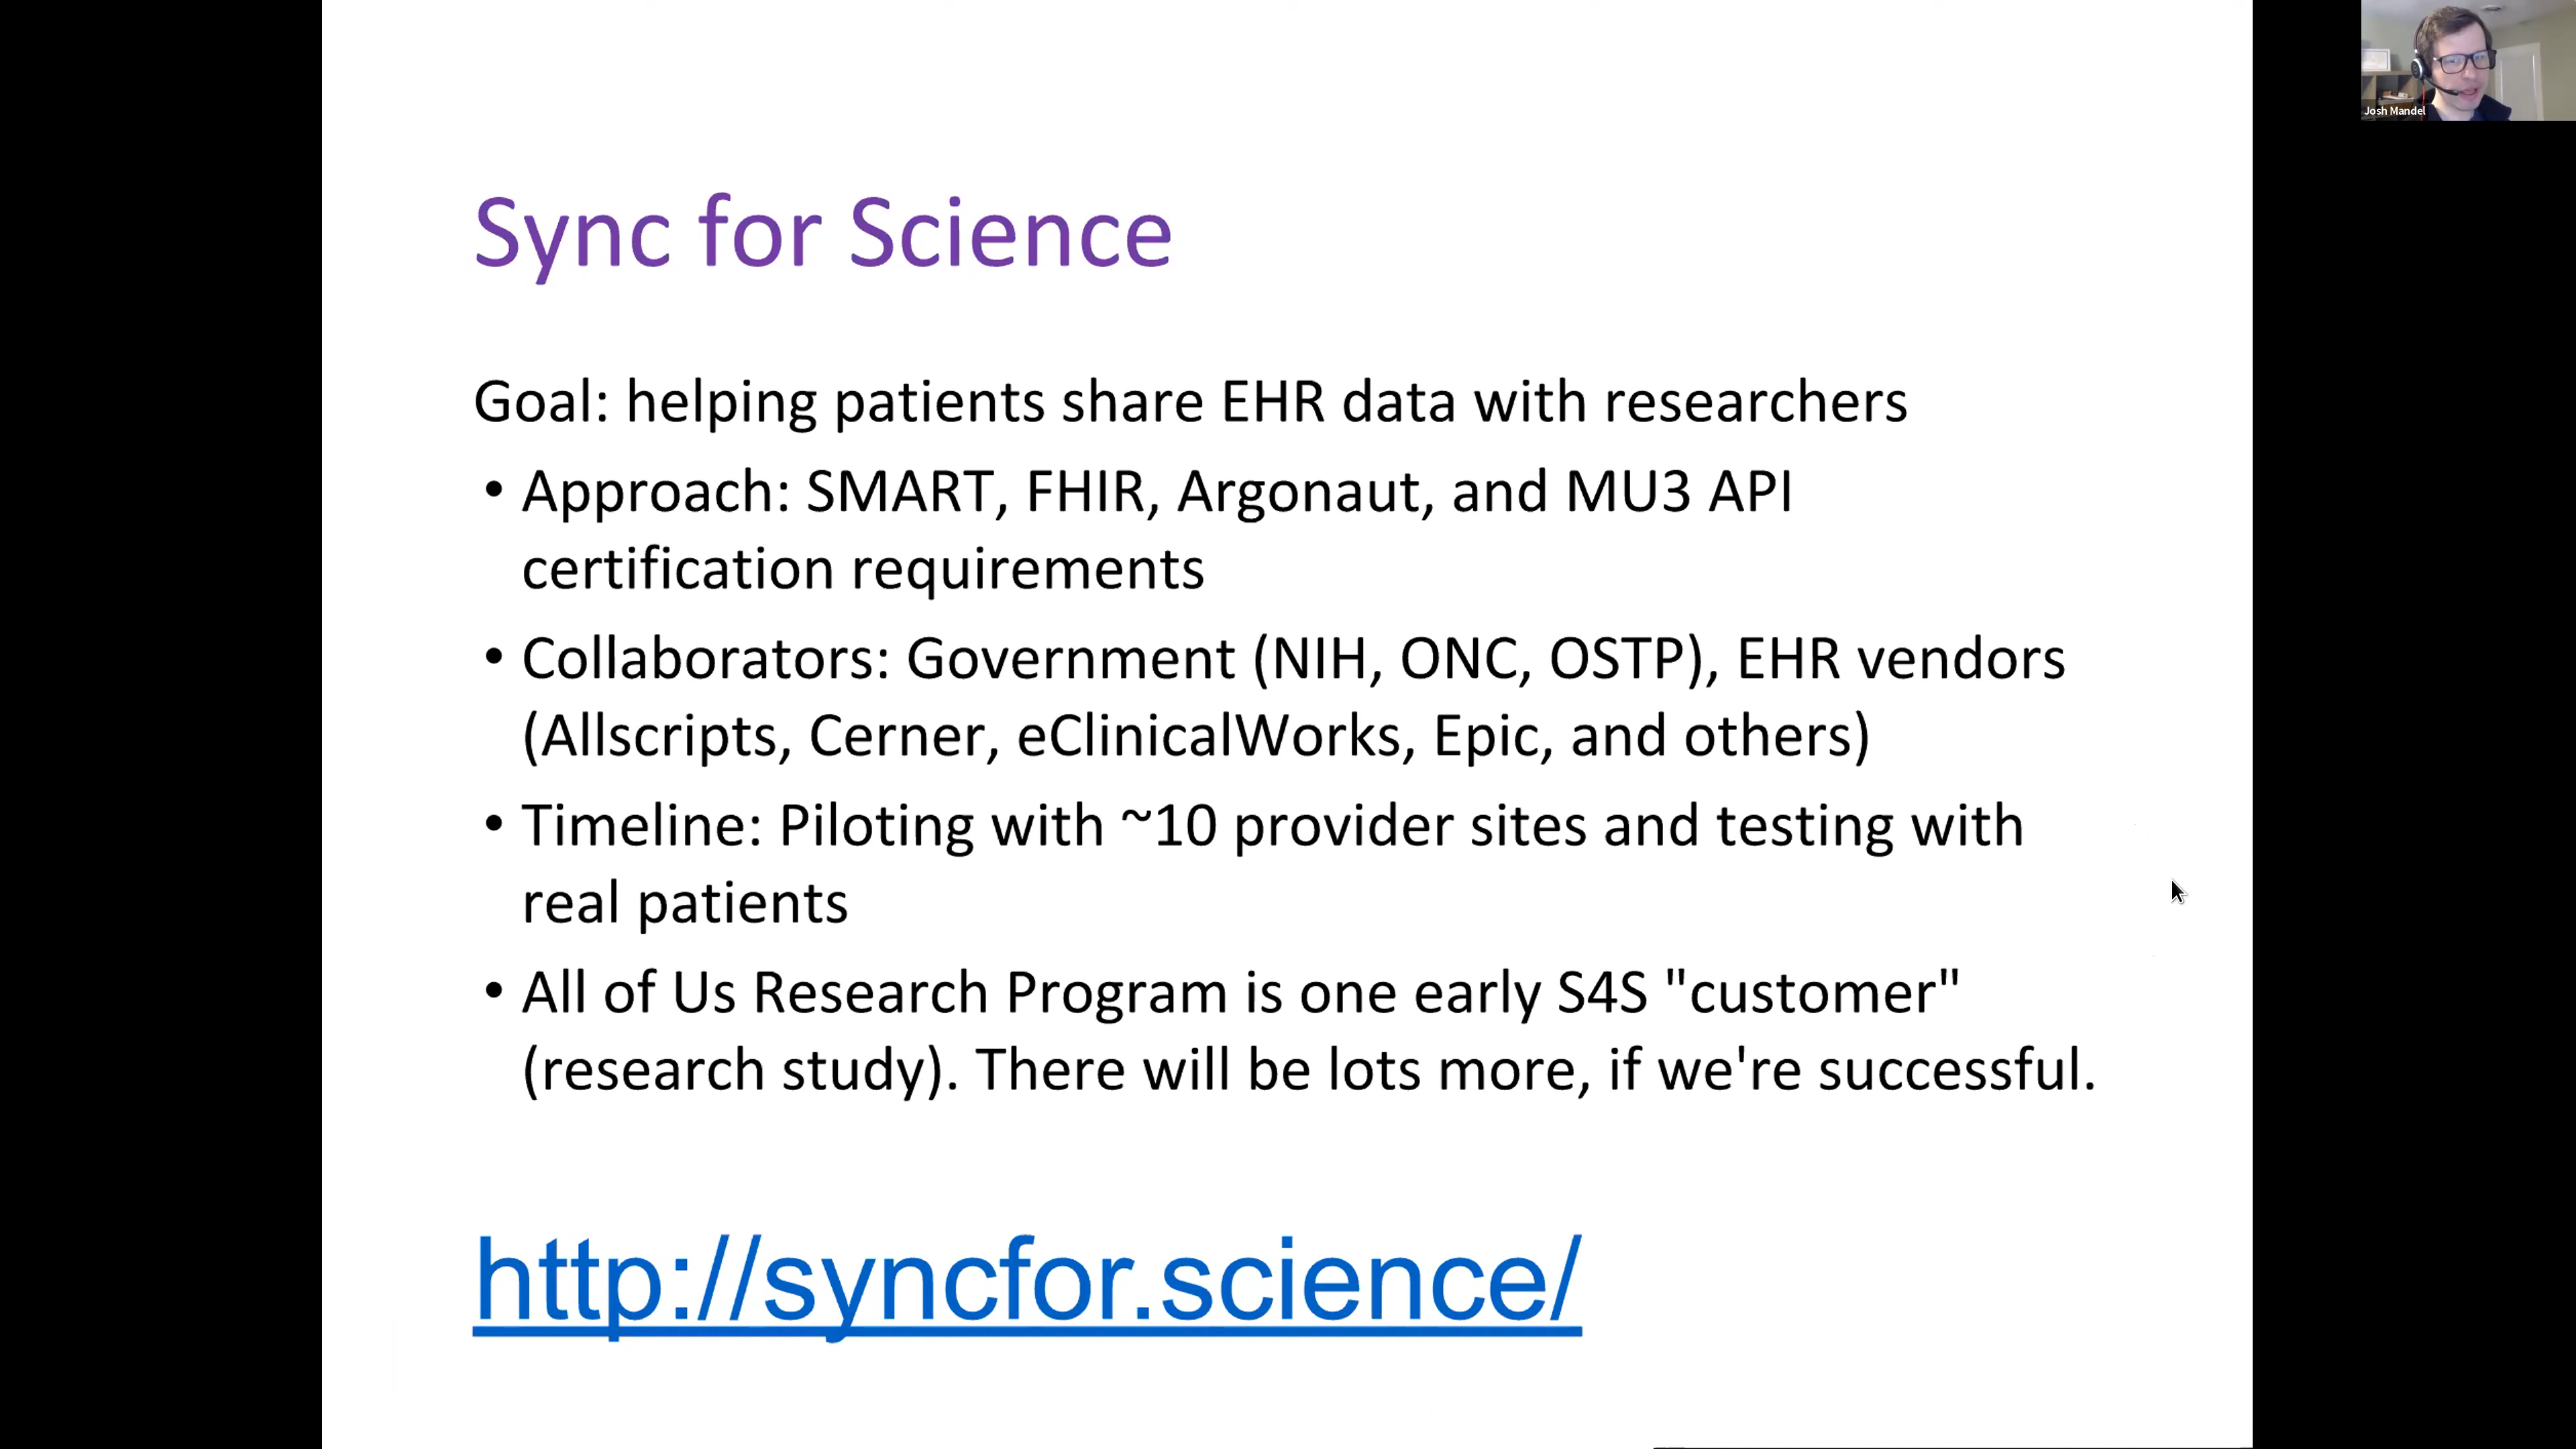 Josh Mandel
Sync for Science
Goal: helping patients share EHR data with researchers
• Approach: SMART, FHIR, Argonaut, and MU3 API
certification requirements
• Collaborators: Government (NIH, ONC, OSTP), EHR vendors
(Allscripts, Cerner, eClinicalWorks, Epic, and others)
• Timeline: Piloting with ~10 provider sites and testing with
real patients
• All of Us Research Program is one early S4S "customer"
(research study). There will be lots more, if we're successful.
http://syncfor.science/